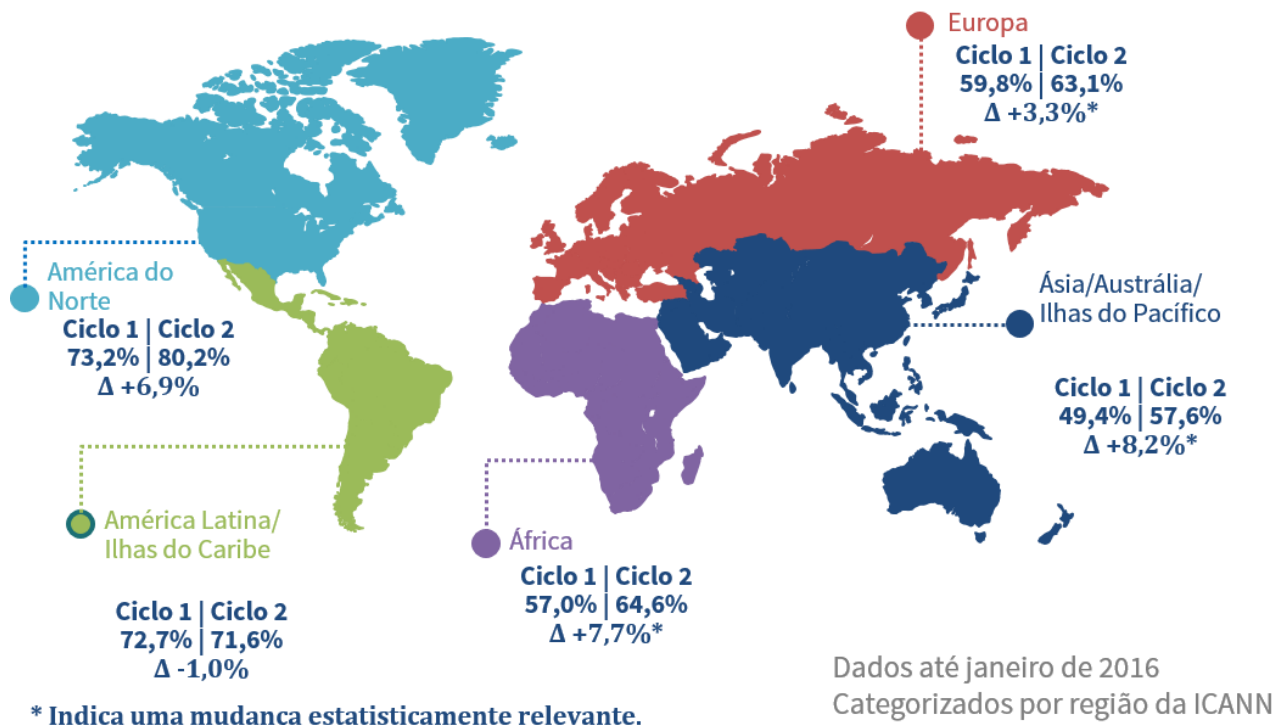 Europa
Ciclo 1 | Ciclo 2
59,8% | 63,1%
Δ +3,3%*
América do
Norte
Ciclo 1 | Ciclo 2
73,2% | 80,2%
Δ +6,9%
Ásia/Austrália/
Ilhas do Pacífico
Ciclo 1 | Ciclo 2
49,4% | 57,6%
Δ +8,2%*
América Latina/
Ilhas do Caribe
Ciclo 1 | Ciclo 2
72,7% | 71,6%
Δ -1,0%
África
Ciclo 1 | Ciclo 2
57,0% | 64,6%
Δ +7,7%*
Dados até janeiro de 2016
Categorizados por região da ICANN
* Indica uma mudança estatisticamente relevante.